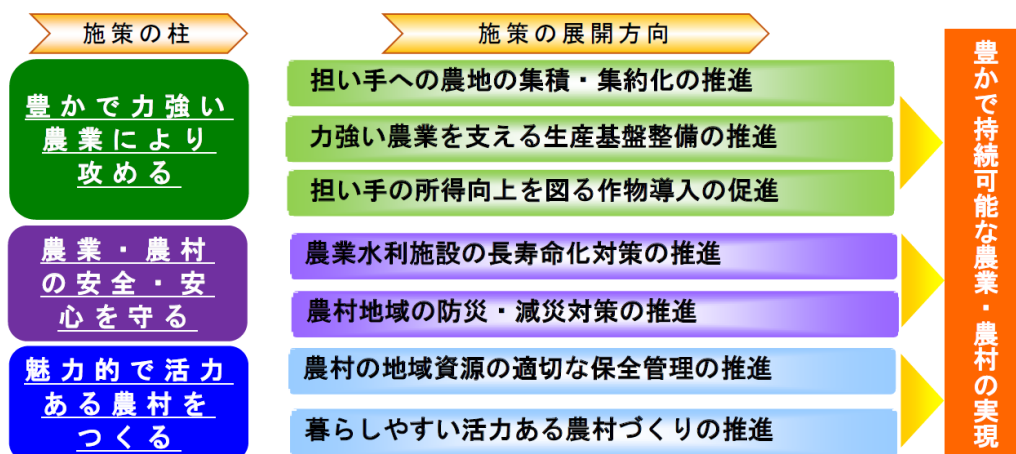 施策の柱
施策の展開方向
豊かで力強い
農業により
攻める
担い手への農地の集積・集約化の推進
力強い農業を支える生産基盤整備の推進
担い手の所得向上を図る作物導入の促進
農業・農村
の安全・安
心を守る
農業水利施設の長寿命化対策の推進
農村地域の防災・減災対策の推進
魅力的で活力
ある農村を
つくる
農村の地域資源の適切な保全管理の推進
暮らしやすい活力ある農村づくりの推進
豊かで持続可能な農業・農村の実現